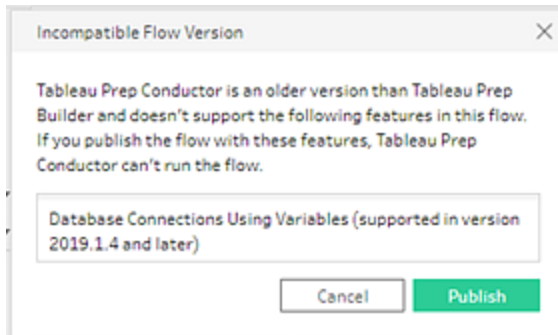 Incompatible Flow Version
Tableau Prep Conductor is an older version than Tableau Prep
Builder and doesn't support the following features in this flow.
If you publish the flow with these features, Tableau Prep
Conductor can't run the flow.
Database Connections Using Variables (supported in version
2019.1.4 and later)
Cancel
Publish